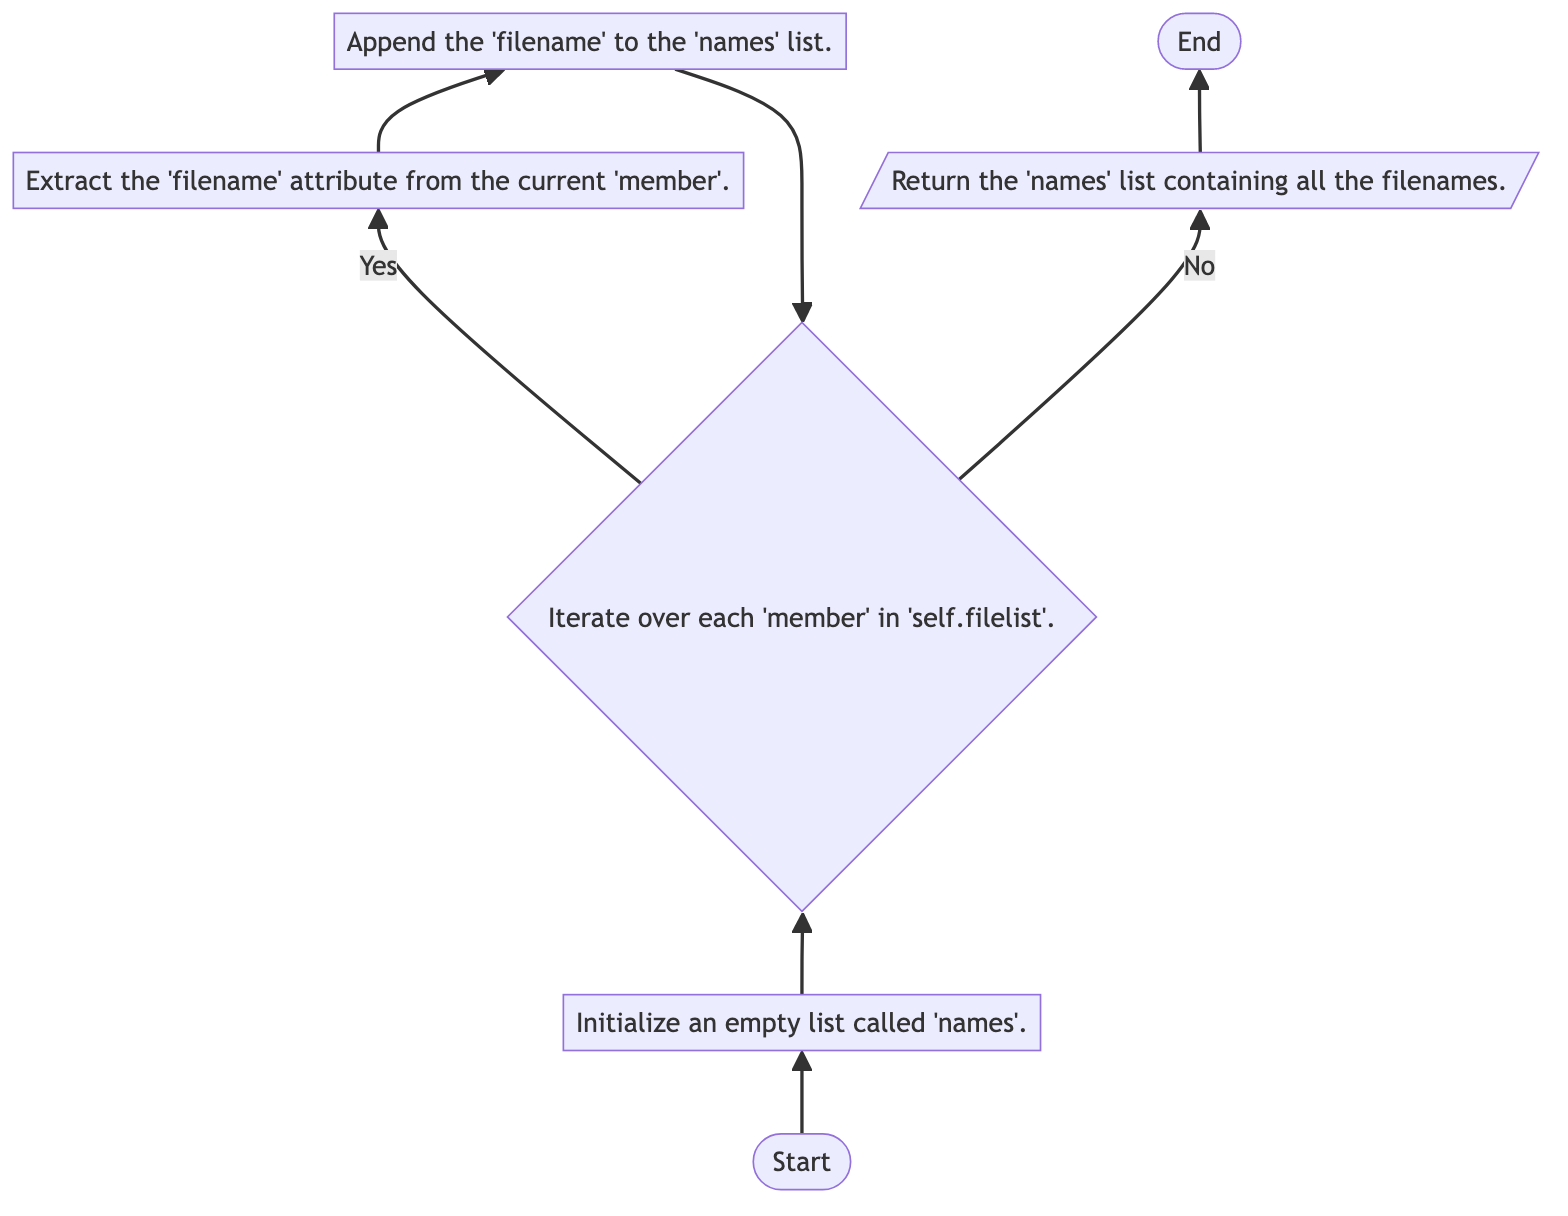 Append the 'filename' to the 'names' list.
End
Extract the 'filename' attribute from the current 'member'.
Return the 'names' list containing all the filenames.
Yes
No
Iterate over each 'member' in 'self.filelist'.
Initialize an empty list called 'names'.
Start